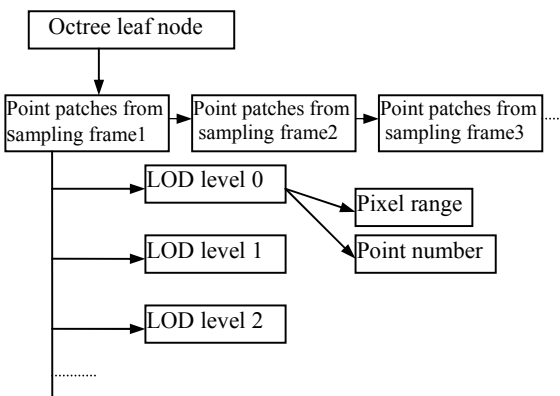 Octree leaf node
Point patches from
sampling frame1
Point patches from
sampling frame2
Point patches from
sampling frame3
LOD level 0
Pixel range
Point number
LOD level 1
LOD level 2